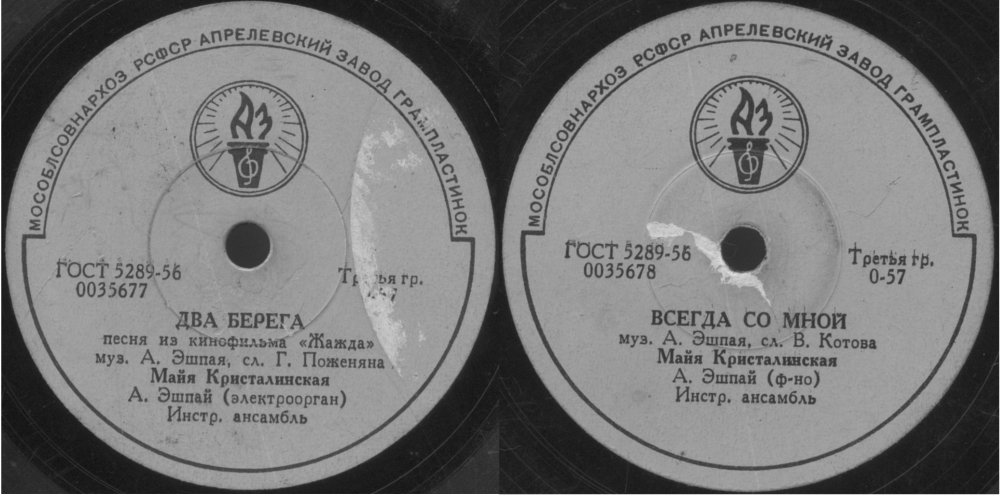 МОСОБЛСОВНАРХОЗ РСФСР АПРЕЛЕВСКИЙ ЗАВОД ГРАМПЛАСТИНОК
АЗ
ГОСТ 5289-56
0035677
гр.
ДВА БЕРЕГА
песня из кинофильма «Жажда»
муз. А. Эшпая, сл. Г. Поженяна
Майя Кристалинская
А. Эшпай (электроорган)
Инстр. ансамбль
МОСОБЛСОВНАРХОЗ РСФСР АПРЕЛЕВСКИЙ ЗАВОД ГРАМПЛАСТИНОК
АЗ
ГОСТ 5289-56
0035678
Третья гр.
0-57
ВСЕГДА СО МНОЙ
муз. А. Эшпая, сл. В. Котова
Майя Кристалинская
А. Эшпай (ф-но)
Инстр. ансамбль